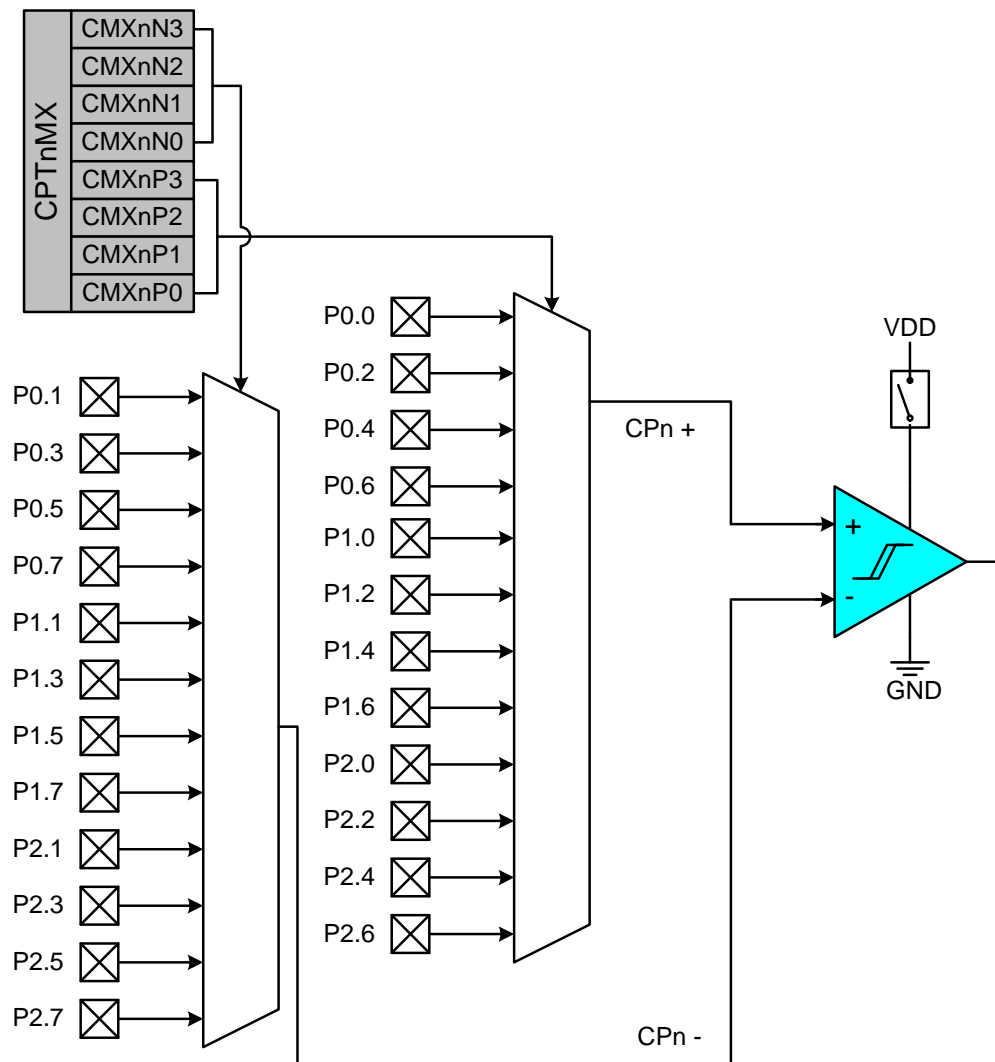 CPTnMX
CMXnN3
CMXnN2
CMXnN1
CMXnN0
CMXnP3
CMXnP2
CMXnP1
CMXnP0
P0.1
P0.3
P0.5
P0.7
P1.1
P1.3
P1.5
P1.7
P2.1
P2.3
P2.5
P2.7
P0.0
P0.2
P0.4
P0.6
P1.0
P1.2
P1.4
P1.6
P2.0
P2.2
P2.4
P2.6
CPn +
CPn -
VDD
+
-
GND